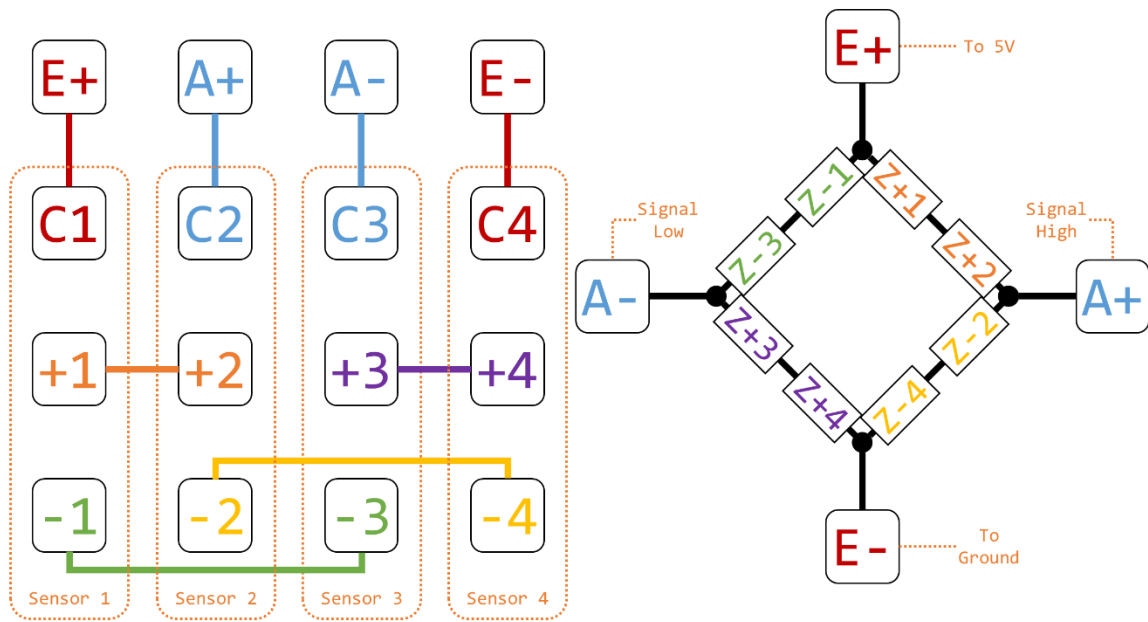 E+ A+ A- E-
C1 C2 C3 C4
+1 +2 +3 +4
-1 -2 -3 -4
Sensor 1 Sensor 2 Sensor 3 Sensor 4
E+
To 5V
Z-1
Z+1
Z-3
Z+2
Signal
Low
Signal
High
A-
A+
Z+3
Z-2
Z+4
Z-4
E-
To
Ground